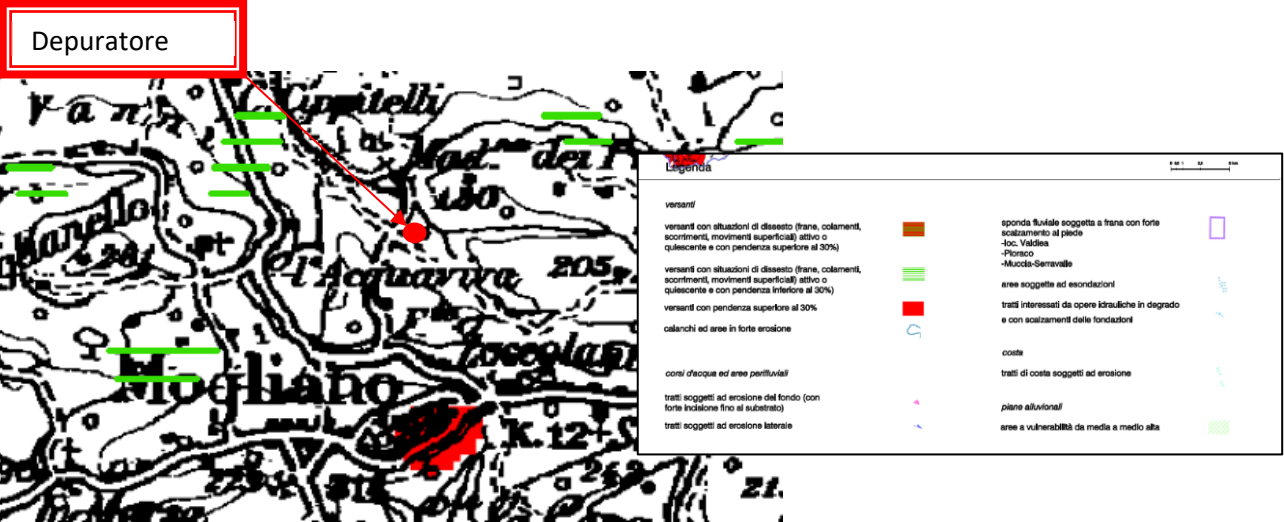 Depuratore
C. Cippitelli
Mad.na dei
180
281
l'Acquaviva
205
Mogliano
K.12
Legenda
versanti
versanti con situazioni di dissesto (frane, colamenti,
scorrimenti, movimenti superficiali) attivo o
quiescente e con pendenza superiore al 30%)
versanti con situazioni di dissesto (frane, colamenti,
scorrimenti, movimenti superficiali) attivo o
quiescente e con pendenza inferiore al 30%)
versanti con pendenza superiore al 30%
calanchi ed aree in forte erosione
corsi d'acqua ed aree perifluviali
tratti soggetti ad erosione del fondo (con
forte incisione fino al substrato)
tratti soggetti ad erosione laterale
sponda fluviale soggetta a frana con forte
scalzamento al piede
-loc. Valdiea
-Pioraco
-Muccia-Serravalle
aree soggette ad esondazioni
tratti interessati da opere idrauliche in degrado
e con scalzamenti delle fondazioni
costa
tratti di costa soggetti ad erosione
piane alluvionali
aree a vulnerabilità da media a medio alta